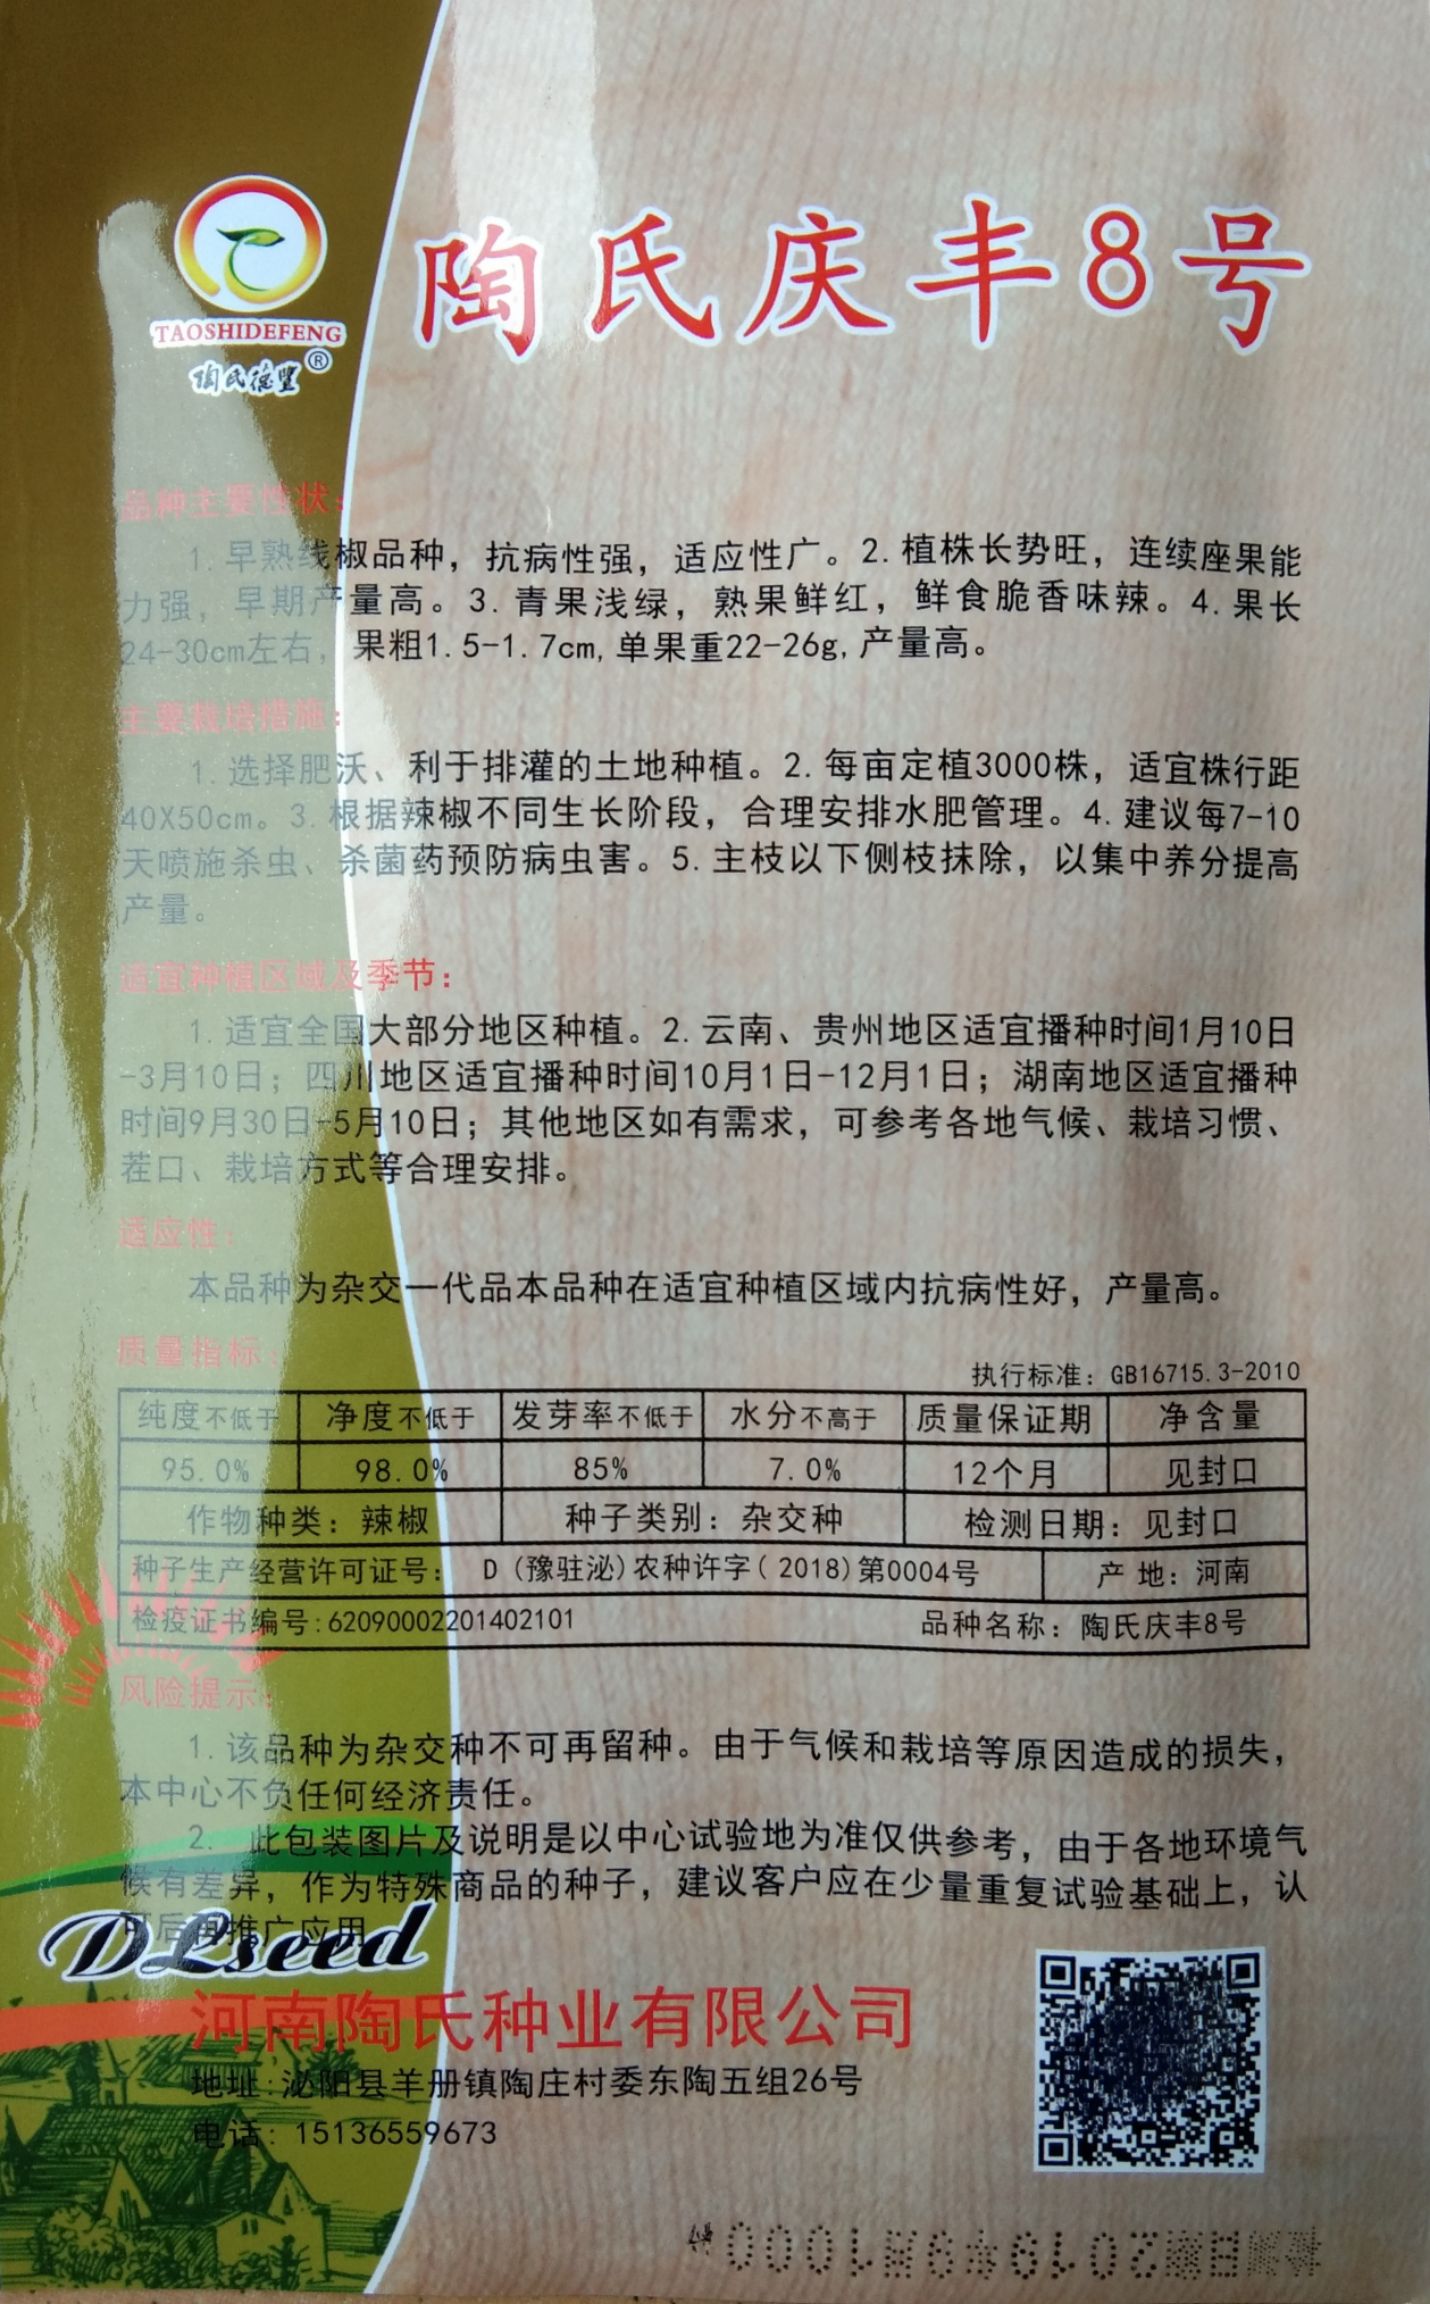 TAOSHIDEFENG
陶氏德豐®
陶氏庆丰8号
品种主要性状:
1.早熟线椒品种，抗病性强，适应性广。2.植株长势旺，连续座果能
力强，早期产量高。3.青果浅绿，熟果鲜红，鲜食脆香味辣。4.果长
24-30cm左右，果粗1.5-1.7cm,单果重22-26g,产量高。
主要栽培措施:
1.选择肥沃、利于排灌的土地种植。2.每亩定植3000株，适宜株行距
40X50cm。3.根据辣椒不同生长阶段，合理安排水肥管理。4.建议每7-10
天喷施杀虫、杀菌药预防病虫害。5.主枝以下侧枝抹除，以集中养分提高
产量。
适宜种植区域及季节:
1.适宜全国大部分地区种植。2.云南、贵州地区适宜播种时间1月10日
-3月10日；四川地区适宜播种时间10月1日-12月1日；湖南地区适宜播种
时间9月30日-5月10日；其他地区如有需求，可参考各地气候、栽培习惯、
茬口、栽培方式等合理安排。
适应性:
本品种为杂交一代品本品种在适宜种植区域内抗病性好，产量高。
质量指标:
执行标准: GB16715.3-2010
纯度不低于 净度不低于 发芽率不低于 水分不高于 质量保证期 净含量
95.0% 98.0% 85% 7.0% 12个月 见封口
作物种类: 辣椒 种子类别: 杂交种 检测日期: 见封口
种子生产经营许可证号: D (豫驻泌)农种许字(2018)第0004号 产 地: 河南
检疫证书编号:62090002201402101 品种名称: 陶氏庆丰8号
风险提示:
1.该品种为杂交种不可再留种。由于气候和栽培等原因造成的损失，
本中心不负任何经济责任。
2. 此包装图片及说明是以中心试验地为准仅供参考，由于各地环境气
候有差异，作为特殊商品的种子，建议客户应在少量重复试验基础上，认
可后再推广应用
DLseed
河南陶氏种业有限公司
地址:泌阳县羊册镇陶庄村委东陶五组26号
电话: 15136559673